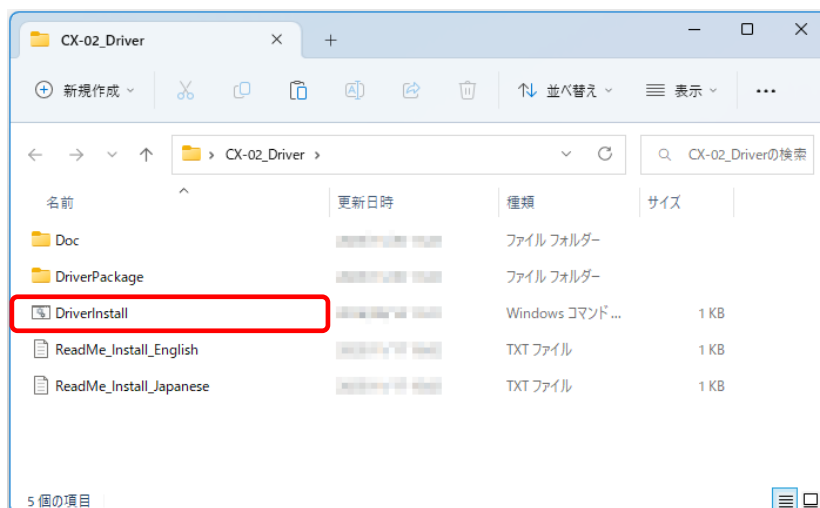 CX-02_Driver
新規作成 並べ替え 表示
CX-02_Driver CX-02_Driverの検索
名前 更新日時 種類 サイズ
Doc ファイル フォルダー
DriverPackage ファイル フォルダー
DriverInstall Windows コマンド ... 1 KB
ReadMe_Install_English TXT ファイル 1 KB
ReadMe_Install_Japanese TXT ファイル 1 KB
5 個の項目